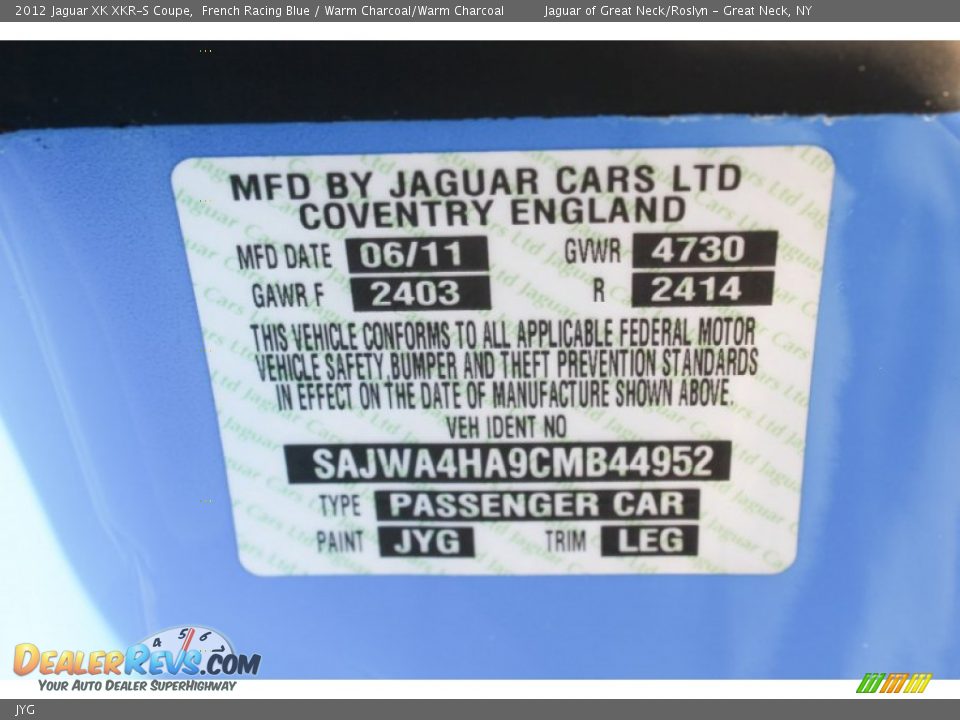 2012 Jaguar XK XKR-S Coupe, French Racing Blue / Warm Charcoal/Warm Charcoal Jaguar of Great Neck/Roslyn - Great Neck, NY
MFD BY JAGUAR CARS LTD
COVENTRY ENGLAND
MFD DATE 06/11 GVWR 4730
GAWR F 2403 R 2414
THIS VEHICLE CONFORMS TO ALL APPLICABLE FEDERAL MOTOR
VEHICLE SAFETY,BUMPER AND THEFT PREVENTION STANDARDS
IN EFFECT ON THE DATE OF MANUFACTURE SHOWN ABOVE.
VEH IDENT NO
SAJWA4HA9CMB44952
TYPE PASSENGER CAR
PAINT JYG TRIM LEG
4 5 6
DEALERREVS.COM
YOUR AUTO DEALER SUPERHIGHWAY
JYG